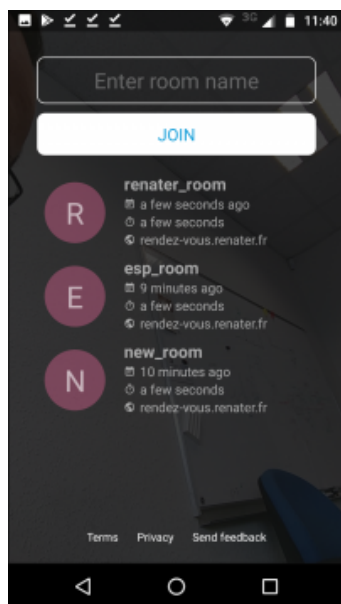 3G 11:40
Enter room name
JOIN
R
renater_room
a few seconds ago
a few seconds
rendez-vous.renater.fr
E
esp_room
9 minutes ago
a few seconds
rendez-vous.renater.fr
N
new_room
10 minutes ago
a few seconds
rendez-vous.renater.fr
Terms Privacy Send feedback